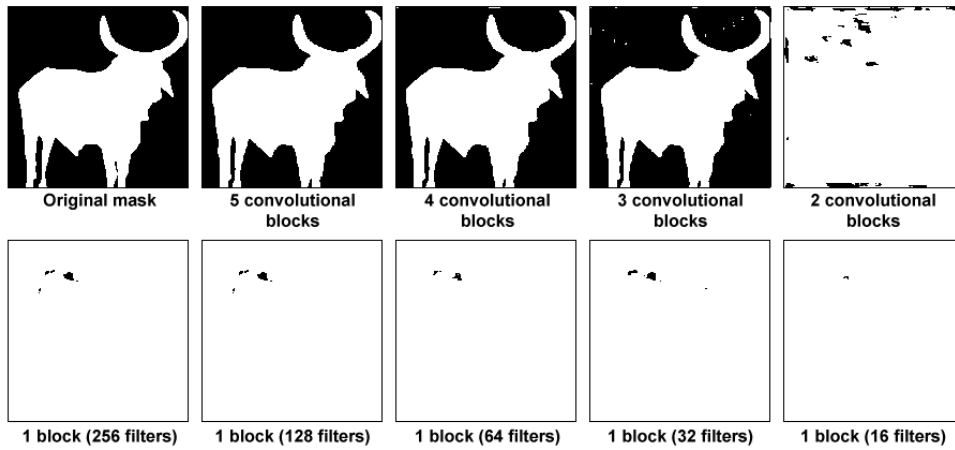 Original mask
5 convolutional
blocks
4 convolutional
blocks
3 convolutional
blocks
2 convolutional
blocks
1 block (256 filters)
1 block (128 filters)
1 block (64 filters)
1 block (32 filters)
1 block (16 filters)